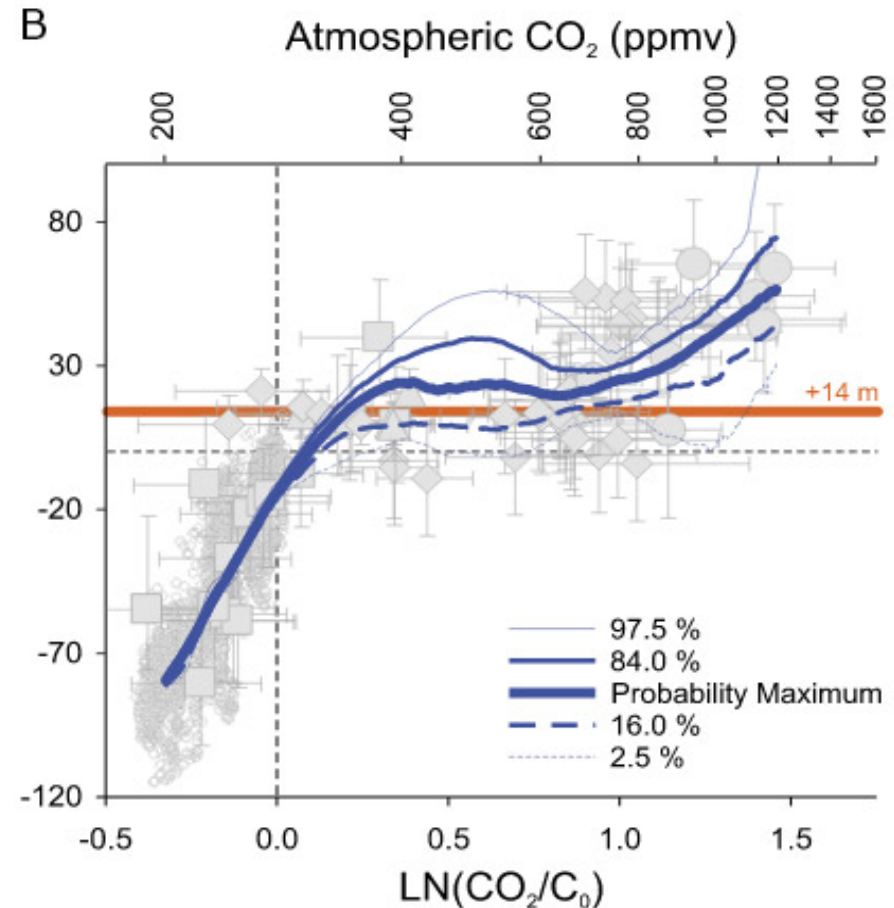 B
Atmospheric CO₂ (ppmv)
200 400 600 800 1000 1200 1400 1600
80
30
+14 m
-20
-70
-120
97.5 %
84.0 %
Probability Maximum
16.0 %
2.5 %
-0.5 0.0 0.5 1.0 1.5
LN(CO₂/C₀)